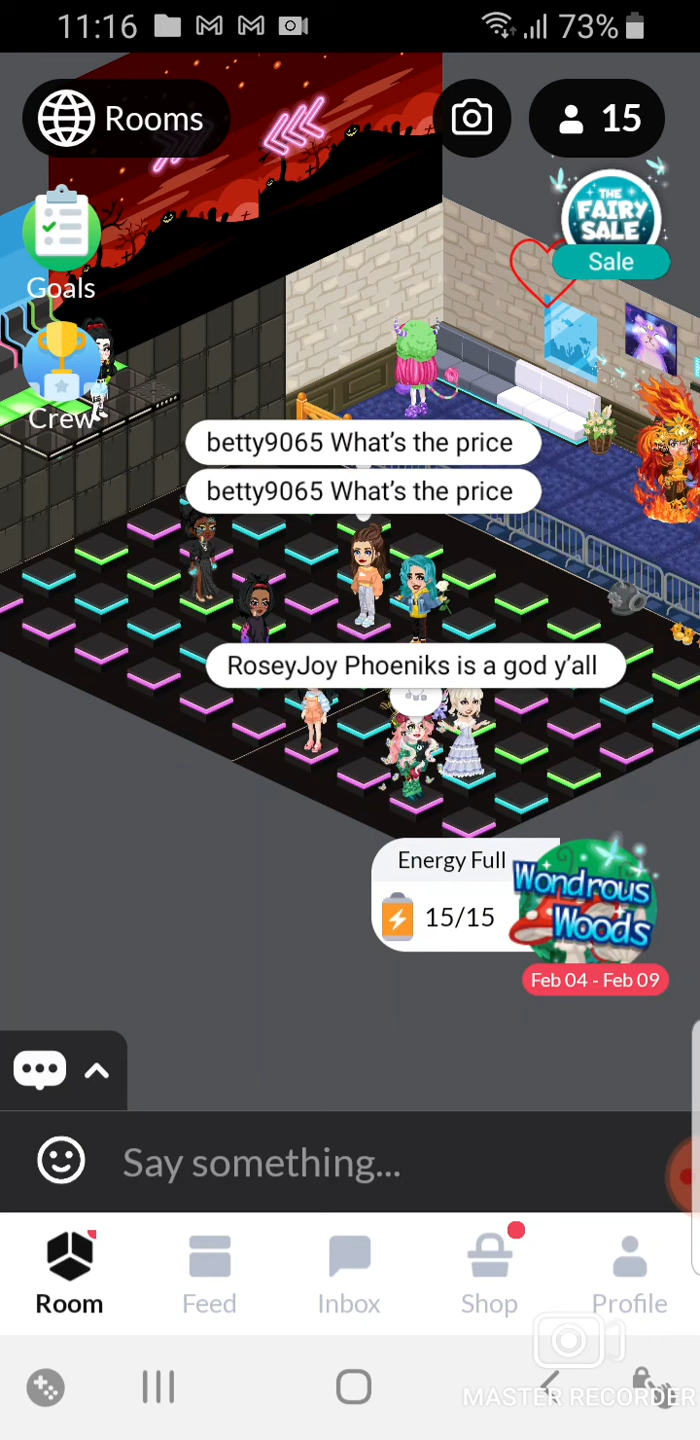 11:16
73%
Rooms
15
THE
FAIRY
SALE
Sale
Goals
Crew
betty9065 What's the price
betty9065 What's the price
RoseyJoy Phoeniks is a god y'all
Energy Full
15/15
Wondrous
Woods
Feb 04 - Feb 09
Say something...
Room
Feed
Inbox
Shop
Profile
MASTER RECORDER